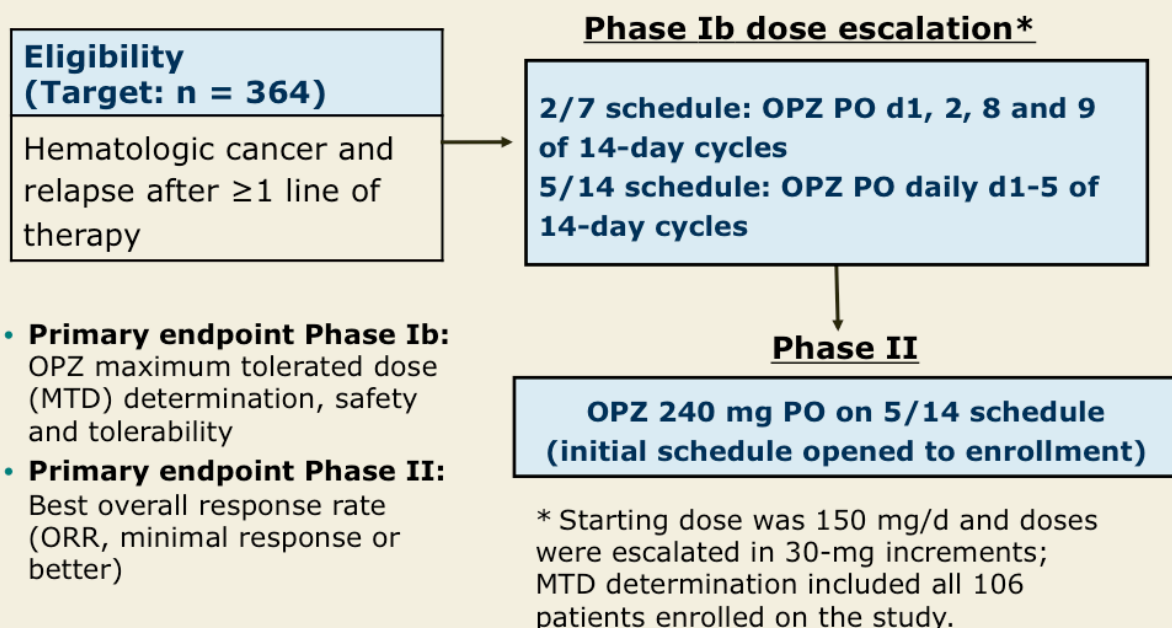 Eligibility
(Target: n = 364)
Hematologic cancer and
relapse after ≥1 line of
therapy
Phase Ib dose escalation*
2/7 schedule: OPZ PO d1, 2, 8 and 9
of 14-day cycles
5/14 schedule: OPZ PO daily d1-5 of
14-day cycles
• Primary endpoint Phase Ib:
OPZ maximum tolerated dose
(MTD) determination, safety
and tolerability
• Primary endpoint Phase II:
Best overall response rate
(ORR, minimal response or
better)
Phase II
OPZ 240 mg PO on 5/14 schedule
(initial schedule opened to enrollment)
* Starting dose was 150 mg/d and doses
were escalated in 30-mg increments;
MTD determination included all 106
patients enrolled on the study.